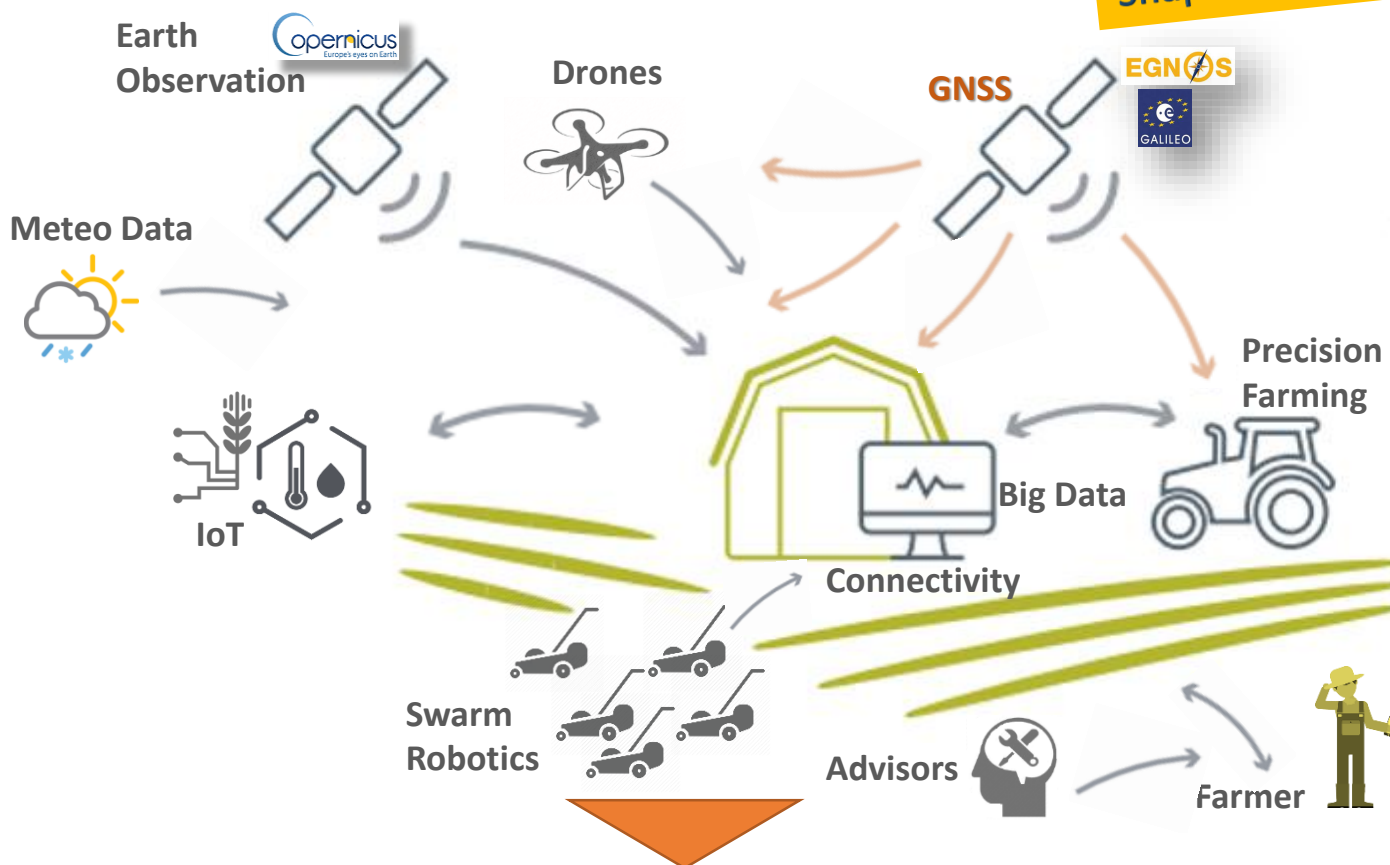 Earth
Observation
opernicus
Europe's eyes on Earth
Drones
GNSS
EGNOS
GALILEO
Meteo Data
Precision
Farming
IoT
Big Data
Connectivity
Swarm
Robotics
Advisors
Farmer